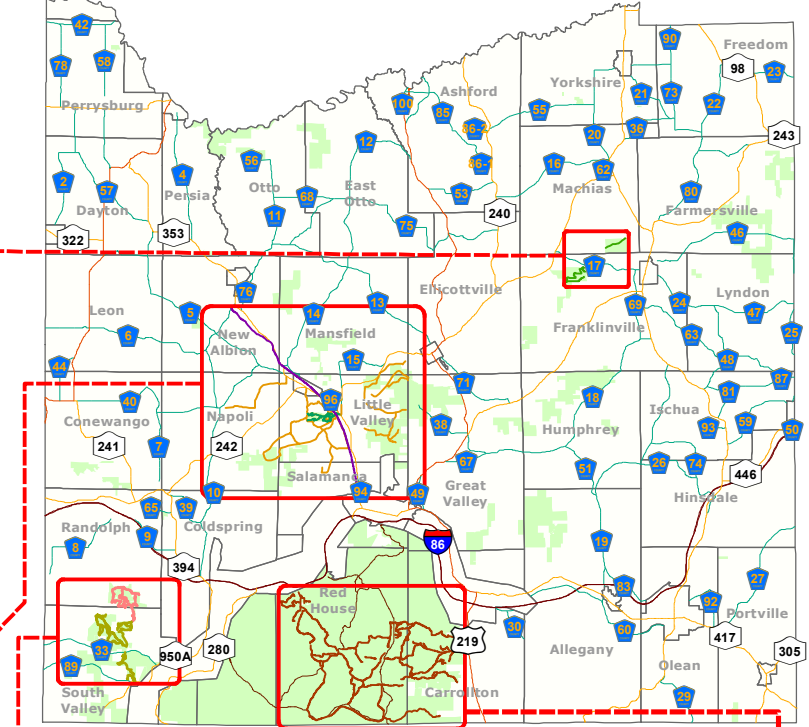 42
90
Freedom
58
78
98
23
Ashford
Yorkshire
21
73
100
22
Perrysburg
85
55
66-2
36
20
243
12
56
66-1
16
62
4
2
57
Persia
Otto
68
East
Otto
53
Machias
80
Dayton
11
240
Farmersville
75
46
322
353
17
76
Ellicottville
Lyndon
Leon
5
14
13
69
24
47
New
Albion
Mansfield
Franklinville
6
63
25
15
48
44
71
87
40
96
18
81
Little
Valley
Napoli
Ischua
Conewango
38
Humphrey
93
59
50
241
7
242
67
51
26
74
446
Salamanca
Great
Valley
10
94
49
Hinsdale
65
39
Randolph
Coldspring
9
8
86
19
394
27
83
Red
House
92
Portville
30
60
33
950A
280
219
417
305
Allegany
89
Olean
South
Valley
Carrollton
29